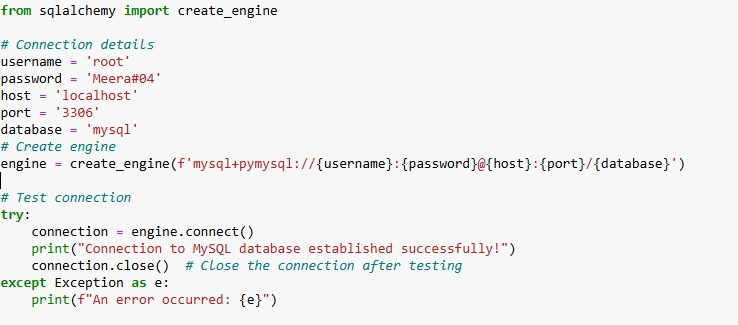 from sqlalchemy import create_engine
# Connection details
username = 'root'
password = 'Meera#04'
host = 'localhost'
port = '3306'
database = 'mysql'
# Create engine
engine = create_engine(f'mysql+pymysql://{username}:{password}@{host}:{port}/{database}')
# Test connection
try:
    connection = engine.connect()
    print("Connection to MySQL database established successfully!")
    connection.close()  # Close the connection after testing
except Exception as e:
    print(f"An error occurred: {e}")